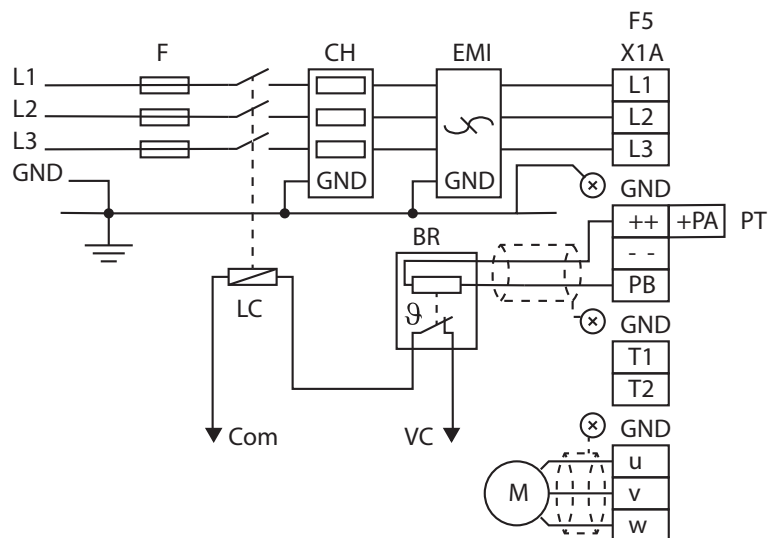 F5
F CH EMI X1A
L1 L1
L2 L2
L3 L3
GND GND GND GND
BR ++ +PA PT
- -
LC PB
ϑ GND
T1
T2
Com VC GND
M u
v
w